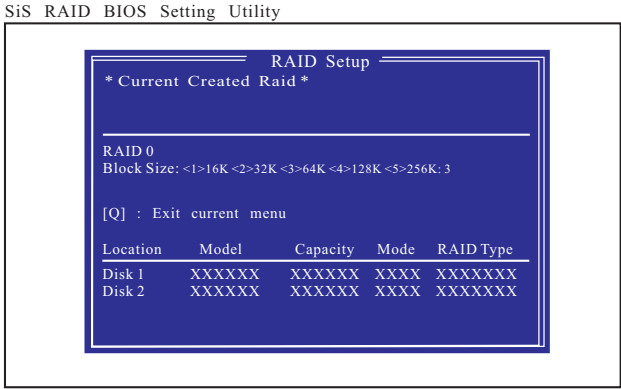 SiS RAID BIOS Setting Utility
RAID Setup
* Current Created Raid *
RAID 0
Block Size: <1>16K <2>32K <3>64K <4>128K <5>256K: 3
[Q] : Exit current menu
Location Model Capacity Mode RAID Type
Disk 1 XXXXXX XXXXXX XXXX XXXXXXX
Disk 2 XXXXXX XXXXXX XXXX XXXXXXX